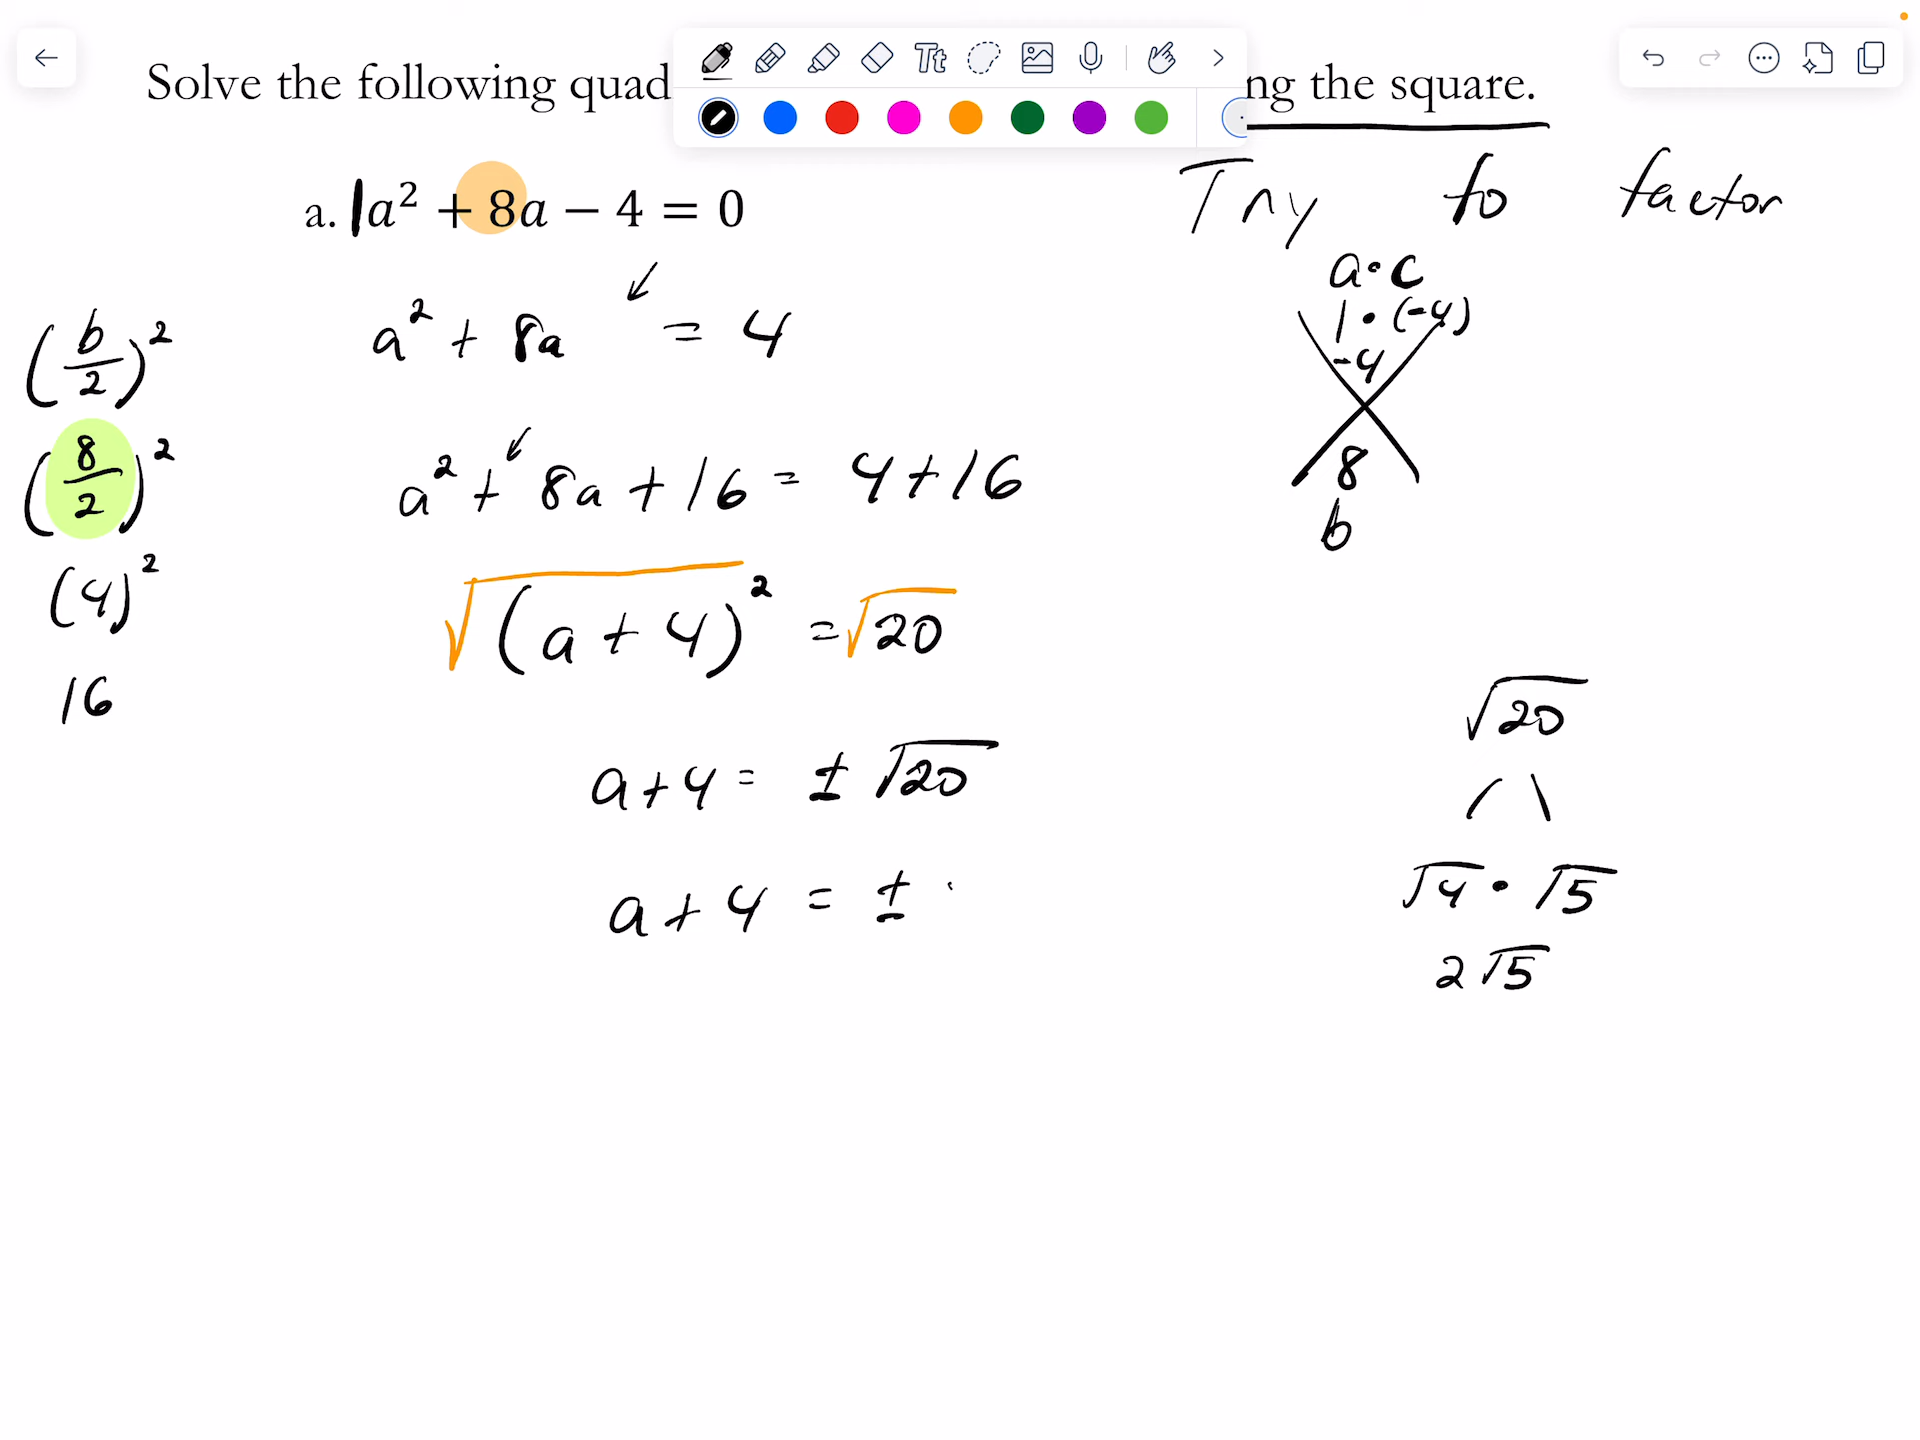 Solve the following quad
ng the square.
Tt
a. 1a² + 8a − 4 = 0
Try to factor
a·c
1·(-4)
-4
8
b
a² + 8a = 4
a² + 8a + 16 = 4 + 16
√(a + 4)² = √20
a + 4 = ± √20
a + 4 = ±
(b/2)²
(8/2)²
(4)²
16
√20
√4 · √5
2√5